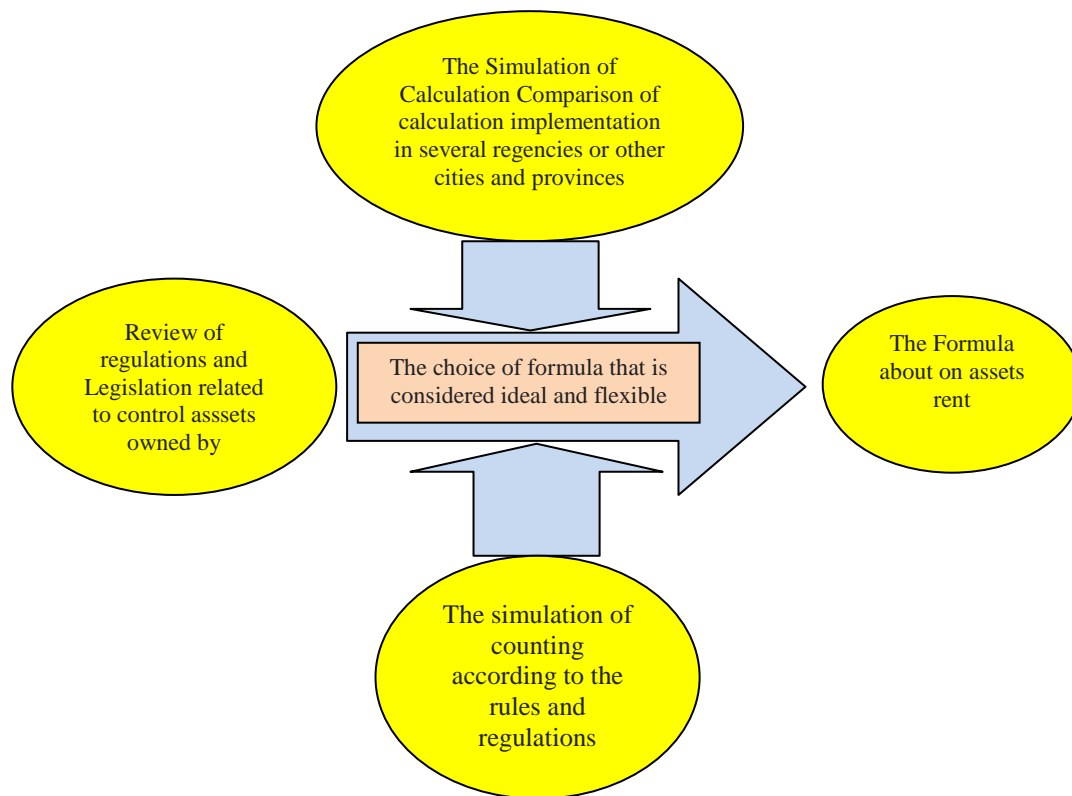 The Simulation of
Calculation Comparison of
calculation implementation
in several regencies or other
cities and provinces
Review of
regulations and
Legislation related
to control asssets
owned by
The choice of formula that is
considered ideal and flexible
The Formula
about on assets
rent
The simulation of
counting
according to the
rules and
regulations